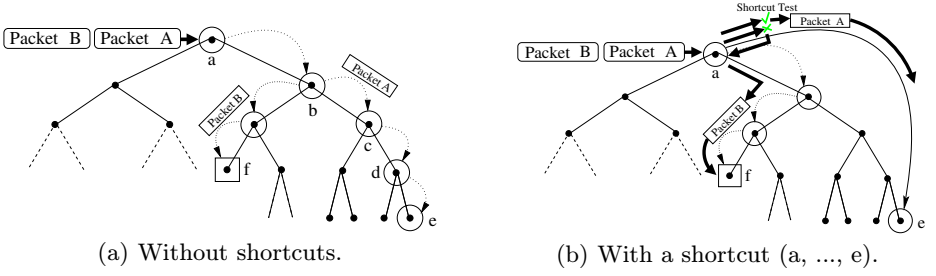 Shortcut Test
Packet A
Packet B
Packet A
a
b
Packet A
Packet B
c
f
d
e
Packet B
Packet A
a
Packet B
f
e
(a) Without shortcuts.
(b) With a shortcut (a, ..., e).